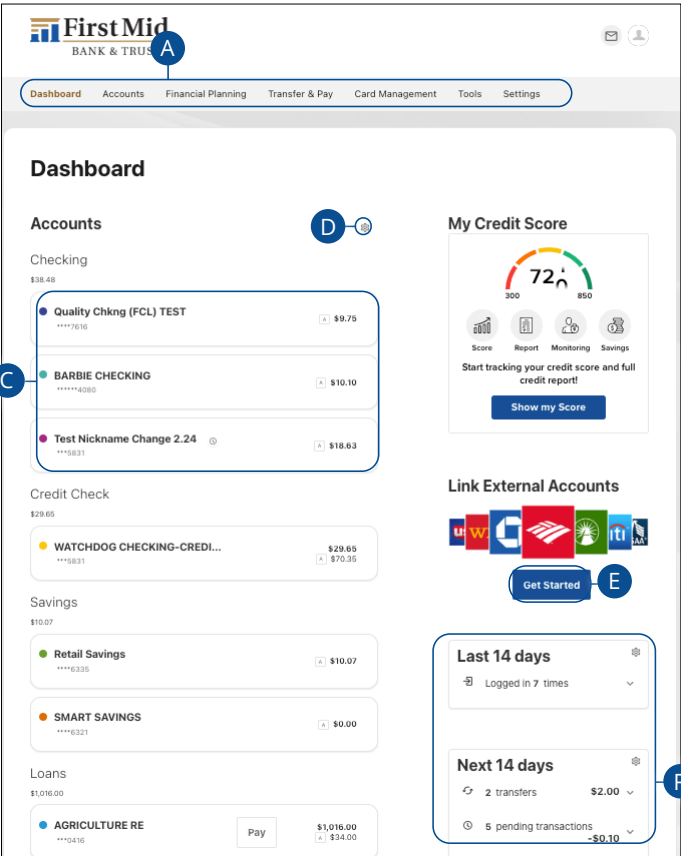 First Mid
BANK & TRUST
A
Dashboard Accounts Financial Planning Transfer & Pay Card Management Tools Settings
Dashboard
Accounts
D
Checking
$38.48
Quality Chkng (FCL) TEST
****7616
A $9.75
C
BARBIE CHECKING
******4080
A $10.10
Test Nickname Change 2.24
***5831
A $18.63
Credit Check
$29.65
WATCHDOG CHECKING-CREDI...
***5831
$29.65
A $70.35
Savings
$10.07
Retail Savings
****6335
A $10.07
SMART SAVINGS
****6321
A $0.00
Loans
$1,016.00
AGRICULTURE RE
***0416
Pay
$1,016.00
A $34.00
My Credit Score
72
300 850
Score Report Monitoring Savings
Start tracking your credit score and full
credit report!
Show my Score
Link External Accounts
citi
Get Started
E
Last 14 days
Logged in 7 times
Next 14 days
2 transfers $2.00
F
5 pending transactions
-$0.10